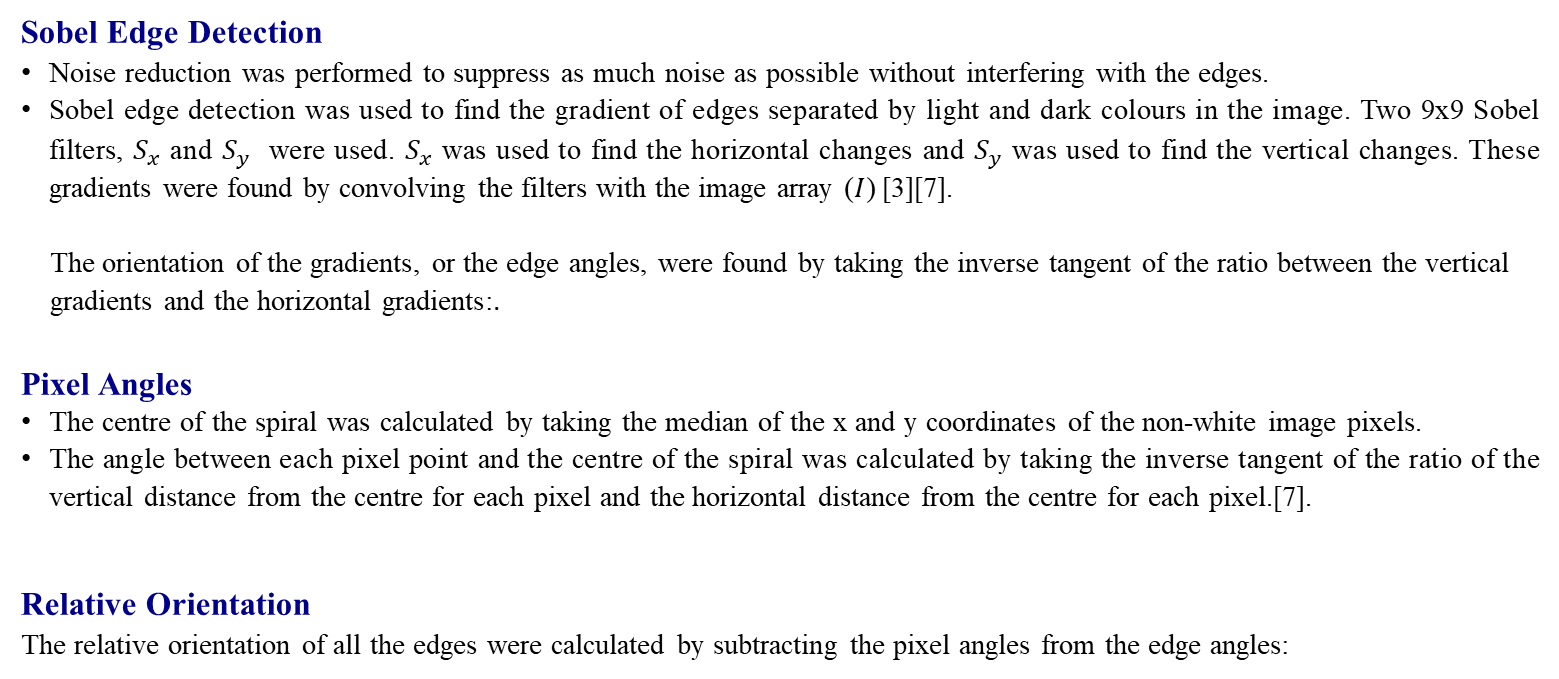 Sobel Edge Detection
• Noise reduction was performed to suppress as much noise as possible without interfering with the edges.
• Sobel edge detection was used to find the gradient of edges separated by light and dark colours in the image. Two 9x9 Sobel
filters, Sₓ and Sᵧ were used. Sₓ was used to find the horizontal changes and Sᵧ was used to find the vertical changes. These
gradients were found by convolving the filters with the image array (I) [3][7].
The orientation of the gradients, or the edge angles, were found by taking the inverse tangent of the ratio between the vertical
gradients and the horizontal gradients:.
Pixel Angles
• The centre of the spiral was calculated by taking the median of the x and y coordinates of the non-white image pixels.
• The angle between each pixel point and the centre of the spiral was calculated by taking the inverse tangent of the ratio of the
vertical distance from the centre for each pixel and the horizontal distance from the centre for each pixel.[7].
Relative Orientation
The relative orientation of all the edges were calculated by subtracting the pixel angles from the edge angles: